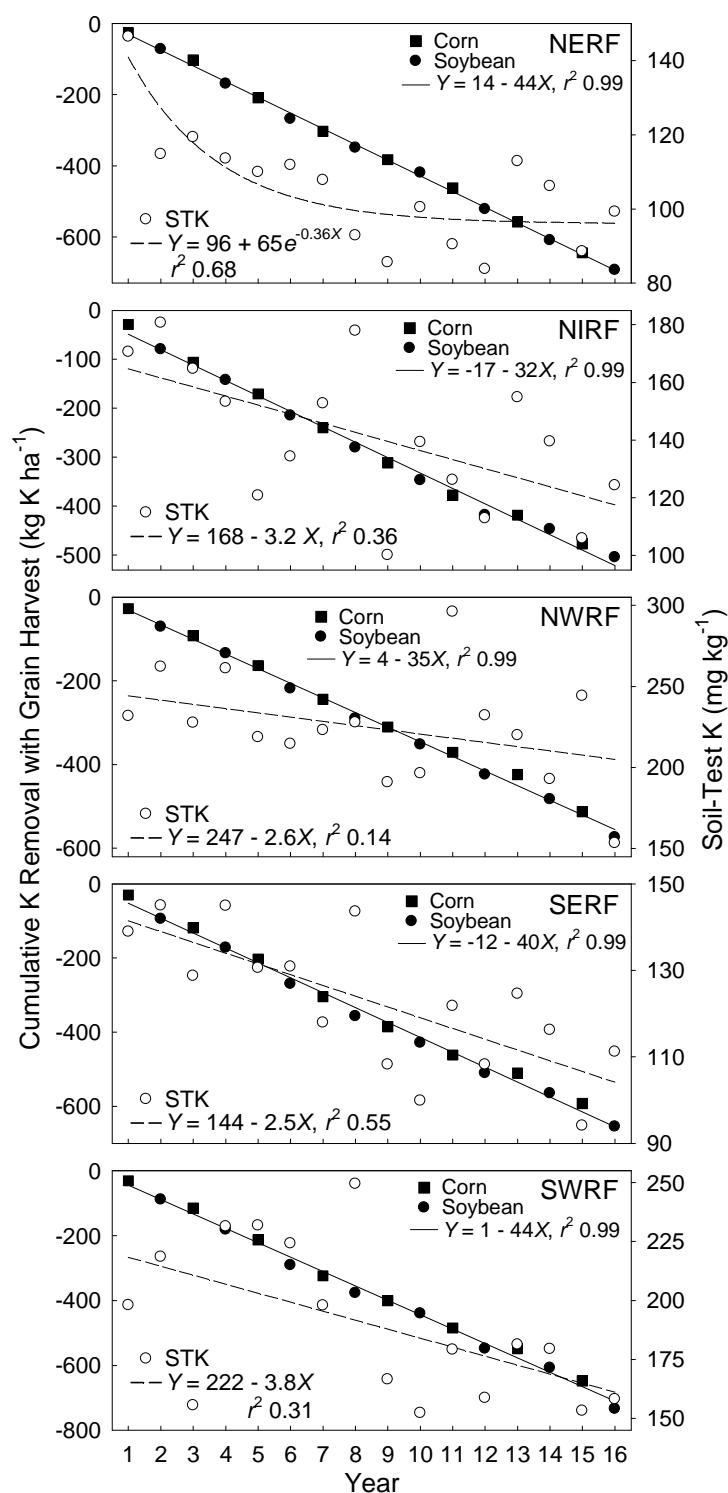 Cumulative K Removal with Grain Harvest (kg K ha-1)
Soil-Test K (mg kg-1)
NERF
Corn
Soybean
Y = 14 - 44X, r2 0.99
STK
Y = 96 + 65e-0.36X
r2 0.68
0
-200
-400
-600
140
120
100
80
NIRF
Corn
Soybean
Y = -17 - 32X, r2 0.99
STK
Y = 168 - 3.2 X, r2 0.36
0
-100
-200
-300
-400
-500
180
160
140
120
100
NWRF
Corn
Soybean
Y = 4 - 35X, r2 0.99
STK
Y = 247 - 2.6X, r2 0.14
0
-200
-400
-600
300
250
200
150
SERF
Corn
Soybean
Y = -12 - 40X, r2 0.99
STK
Y = 144 - 2.5X, r2 0.55
0
-200
-400
-600
150
130
110
90
SWRF
Corn
Soybean
Y = 1 - 44X, r2 0.99
STK
Y = 222 - 3.8X
r2 0.31
0
-200
-400
-600
-800
250
225
200
175
150
1 2 3 4 5 6 7 8 9 10 11 12 13 14 15 16
Year